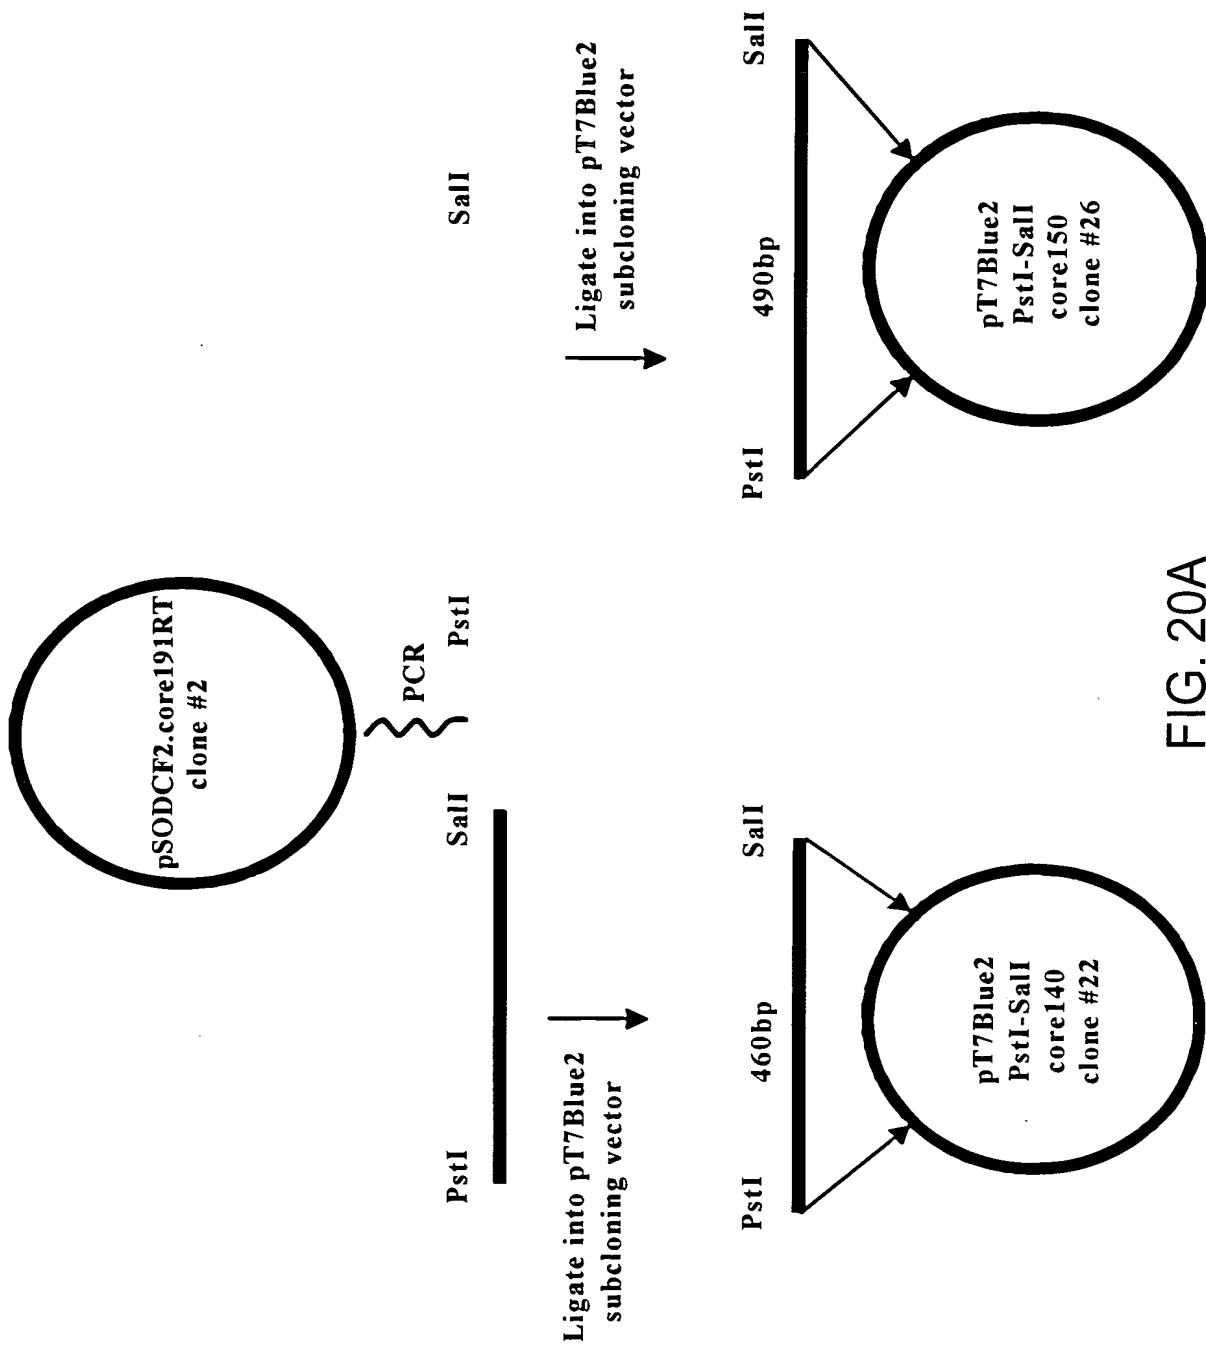 pSODCF2.core191RT
clone #2
PCR
PstI
SalI
PstI
SalI
Ligate into pT7Blue2
subcloning vector
Ligate into pT7Blue2
subcloning vector
PstI
460bp
SalI
pT7Blue2
PstI-SalI
core140
clone #22
PstI
490bp
SalI
pT7Blue2
PstI-SalI
core150
clone #26
FIG. 20A